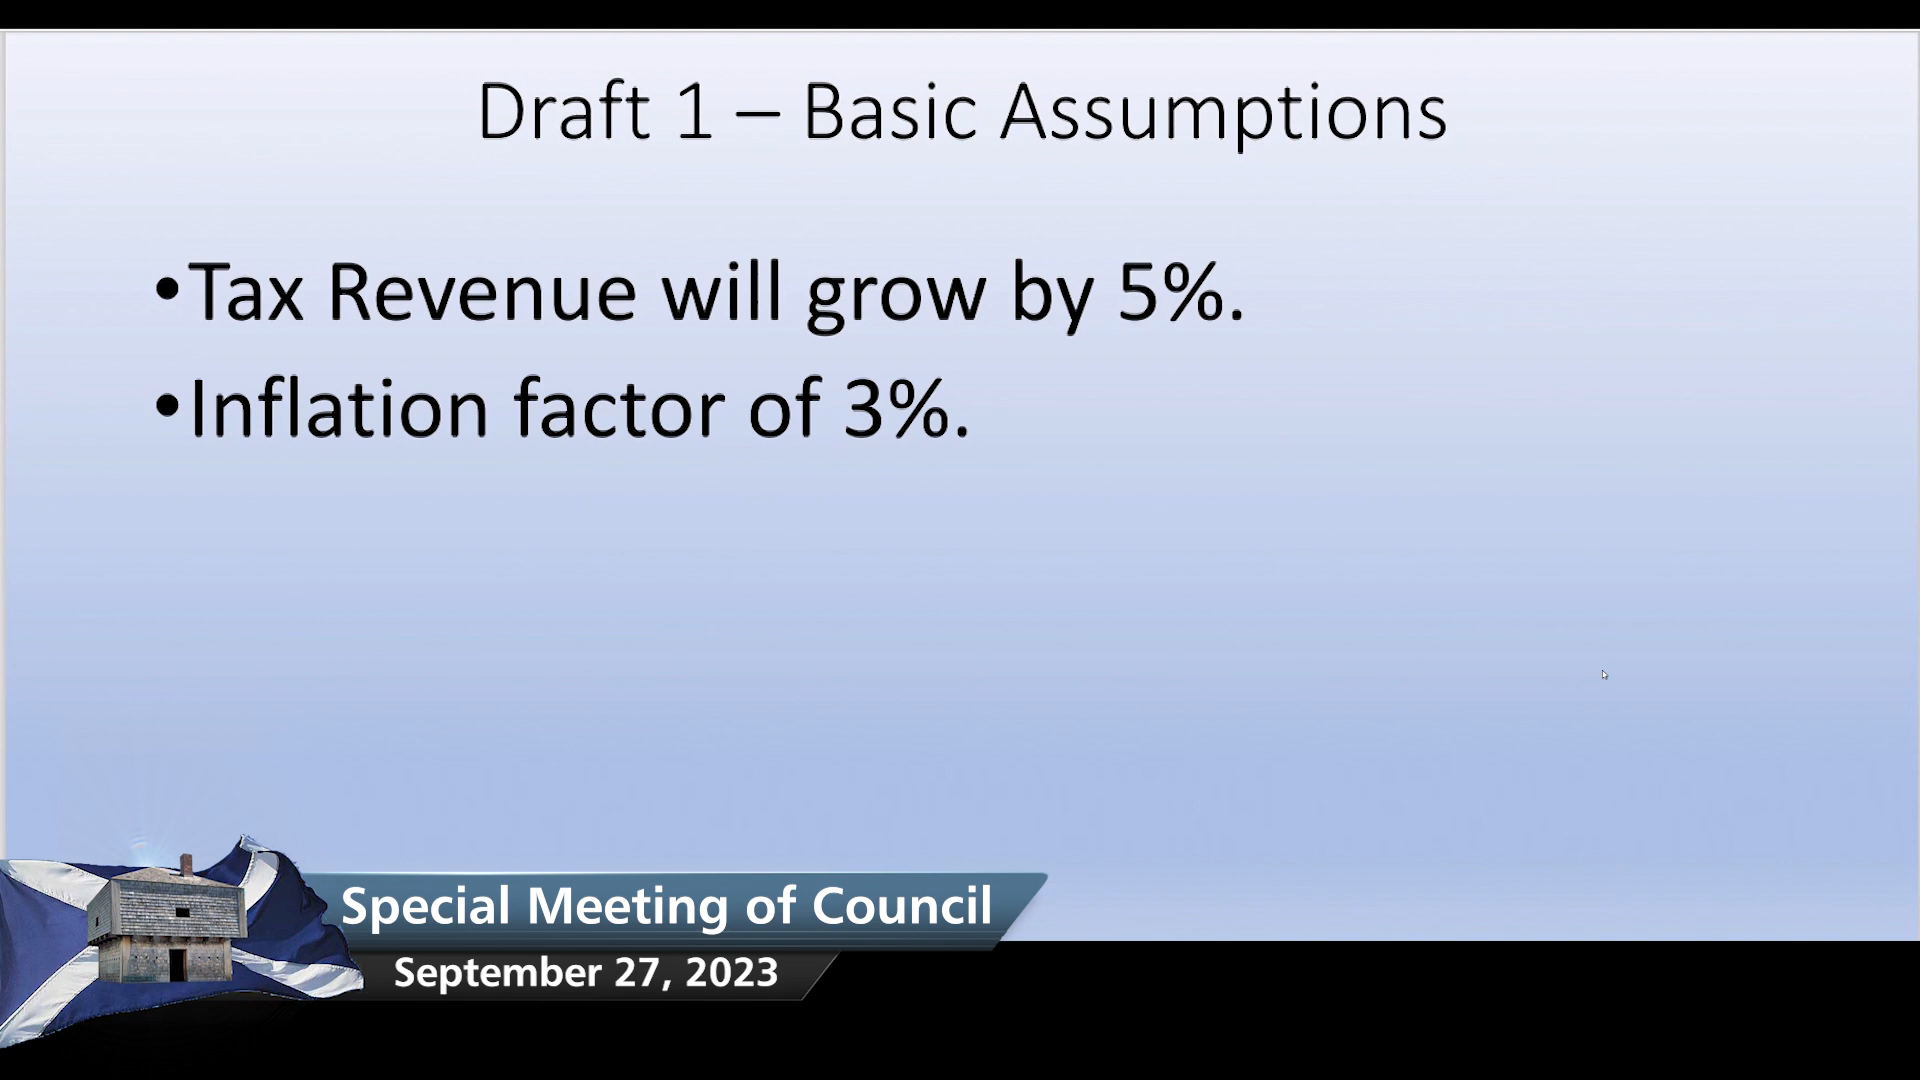 Draft 1 – Basic Assumptions
•Tax Revenue will grow by 5%.
•Inflation factor of 3%.
Special Meeting of Council
September 27, 2023